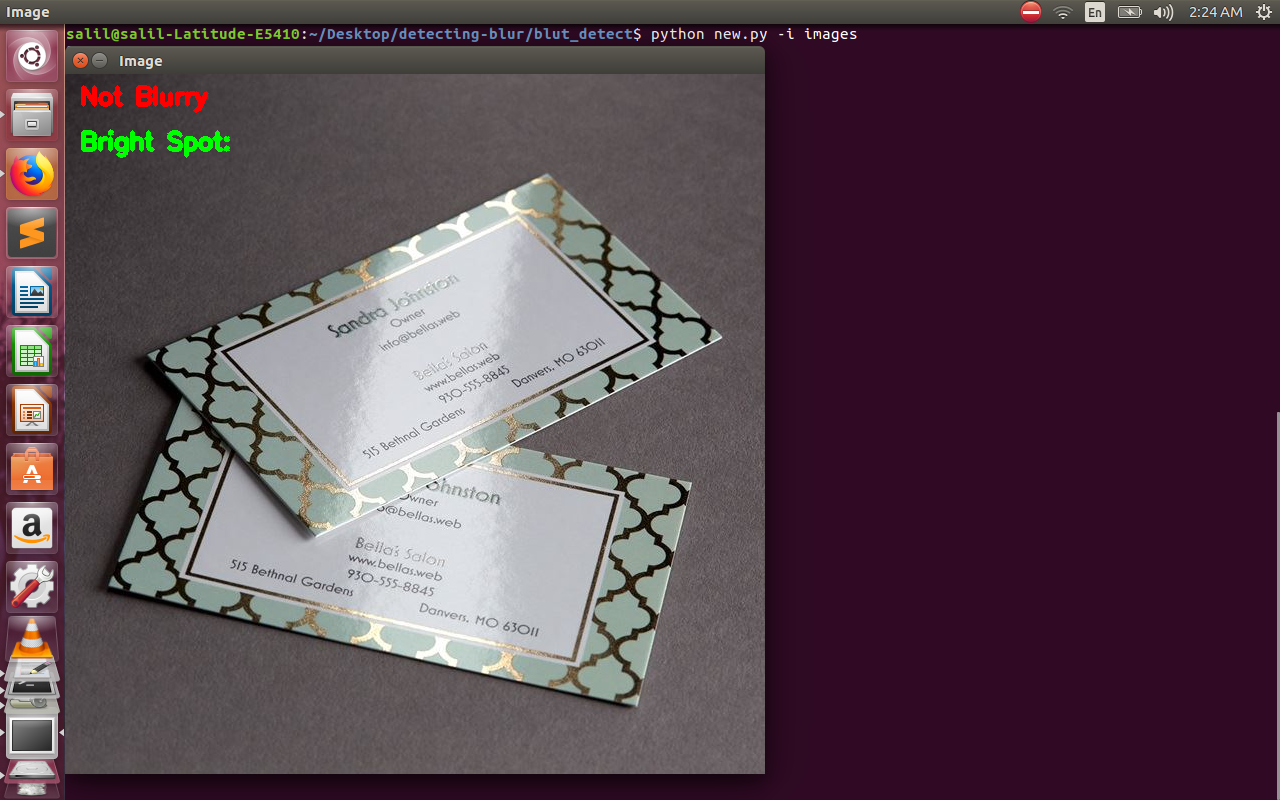 Image
En
2:24 AM
salil@salil-Latitude-E5410:~/Desktop/detecting-blur/blut_detect$ python new.py -i images
Image
Not Blurry
Bright Spot:
Sandra Johnston
Owner
info@bellas.web
Bella's Salon
www.bellas.web
930-555-8845
515 Bethnal Gardens
Danvers, MO 63011
ohnston
Owner
@bellas.web
Bella's Salon
www.bellas.web
930-555-8845
515 Bethnal Gardens
Danvers, MO 63011